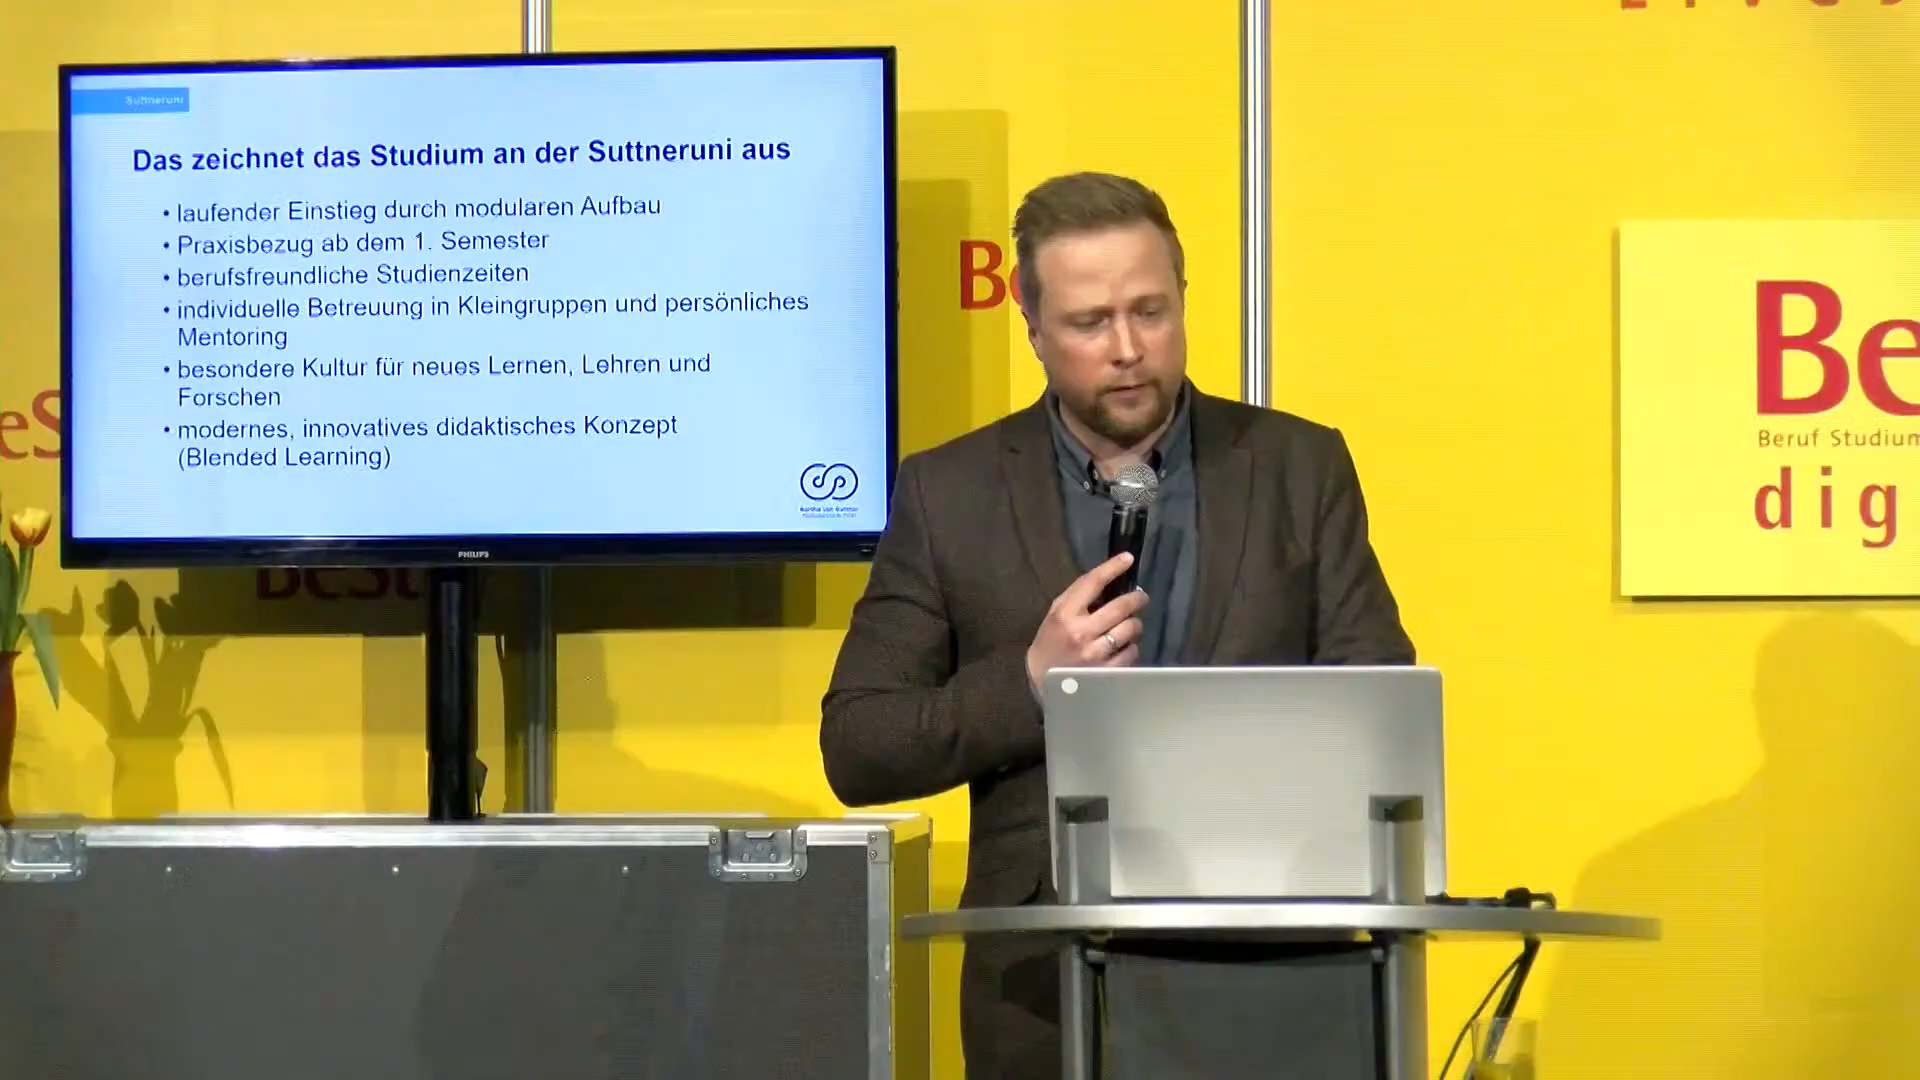 Suttneruni
Das zeichnet das Studium an der Suttneruni aus
• laufender Einstieg durch modularen Aufbau
• Praxisbezug ab dem 1. Semester
• berufsfreundliche Studienzeiten
• individuelle Betreuung in Kleingruppen und persönliches
Mentoring
• besondere Kultur für neues Lernen, Lehren und
Forschen
• modernes, innovatives didaktisches Konzept
(Blended Learning)
PHILIPS
eS
BeSt
B
Be
Beruf Studium
dig